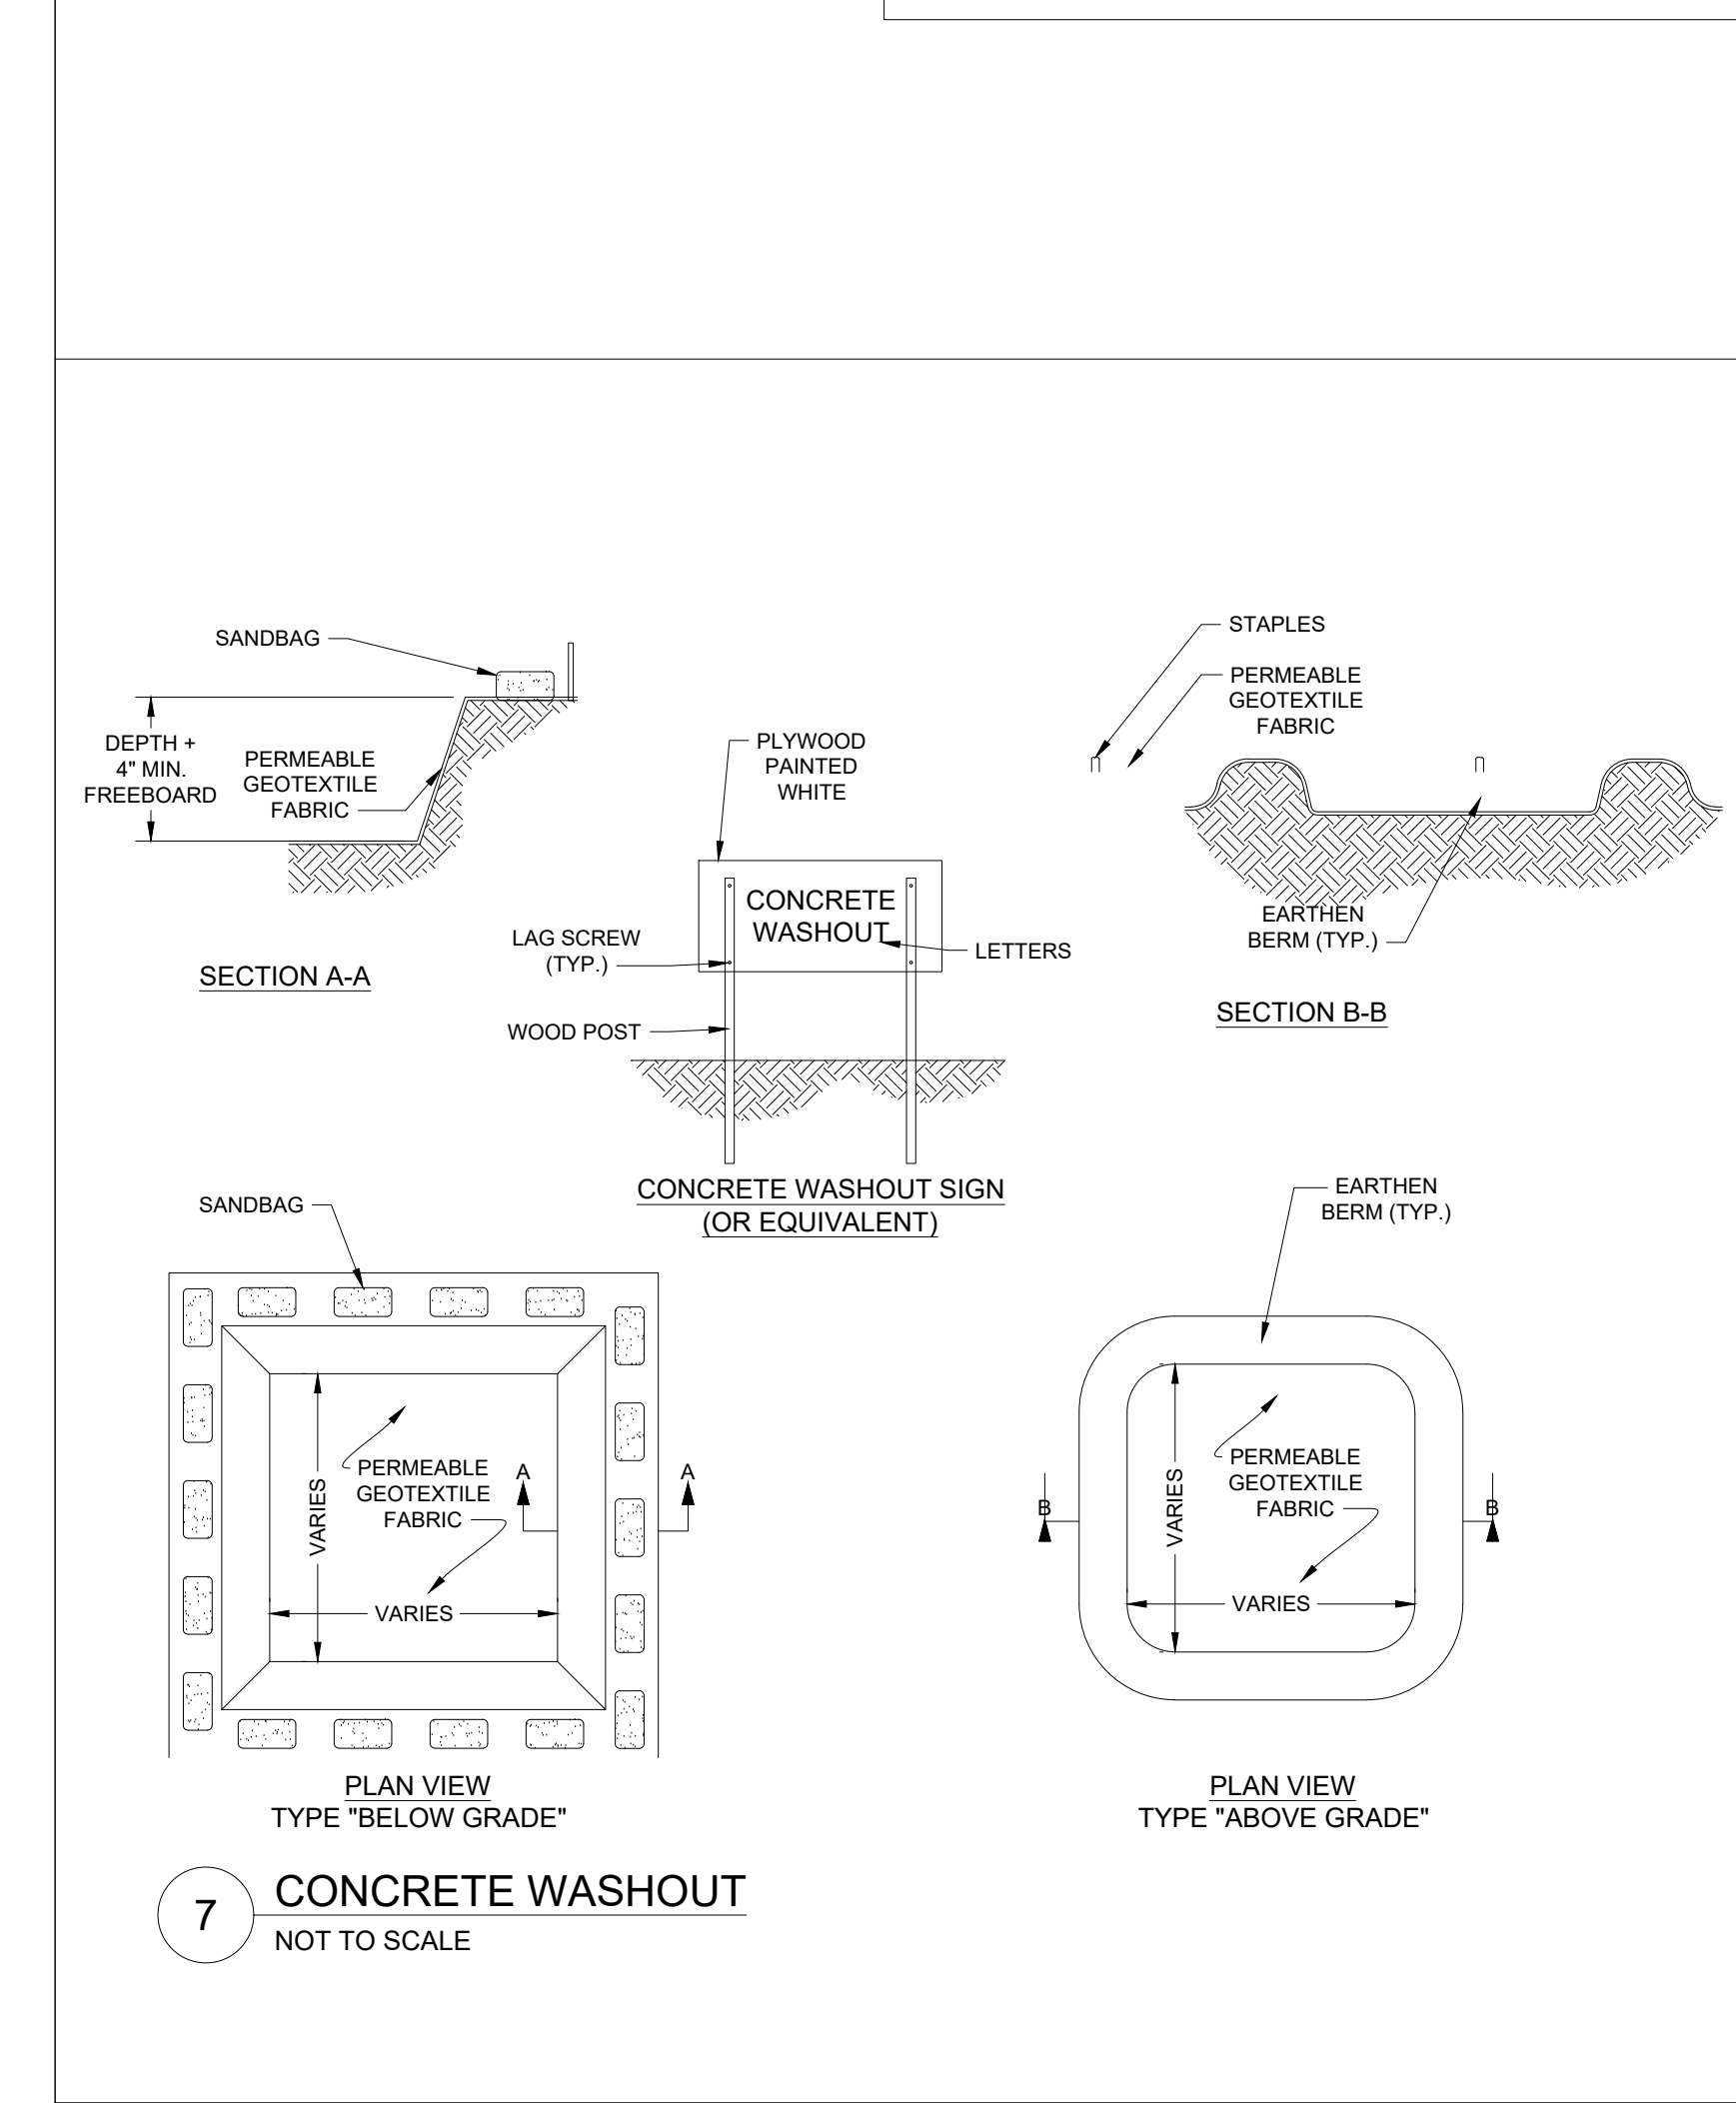 SANDBAG
DEPTH +
4" MIN.
FREEBOARD
PERMEABLE
GEOTEXTILE
FABRIC
SECTION A-A
PLYWOOD
PAINTED
WHITE
CONCRETE
WASHOUT
LAG SCREW
(TYP.)
LETTERS
WOOD POST
CONCRETE WASHOUT SIGN
(OR EQUIVALENT)
STAPLES
PERMEABLE
GEOTEXTILE
FABRIC
EARTHEN
BERM (TYP.)
SECTION B-B
SANDBAG
VARIES
PERMEABLE
GEOTEXTILE
FABRIC
A
A
VARIES
PLAN VIEW
TYPE "BELOW GRADE"
EARTHEN
BERM (TYP.)
VARIES
PERMEABLE
GEOTEXTILE
FABRIC
B
B
VARIES
PLAN VIEW
TYPE "ABOVE GRADE"
7
CONCRETE WASHOUT
NOT TO SCALE